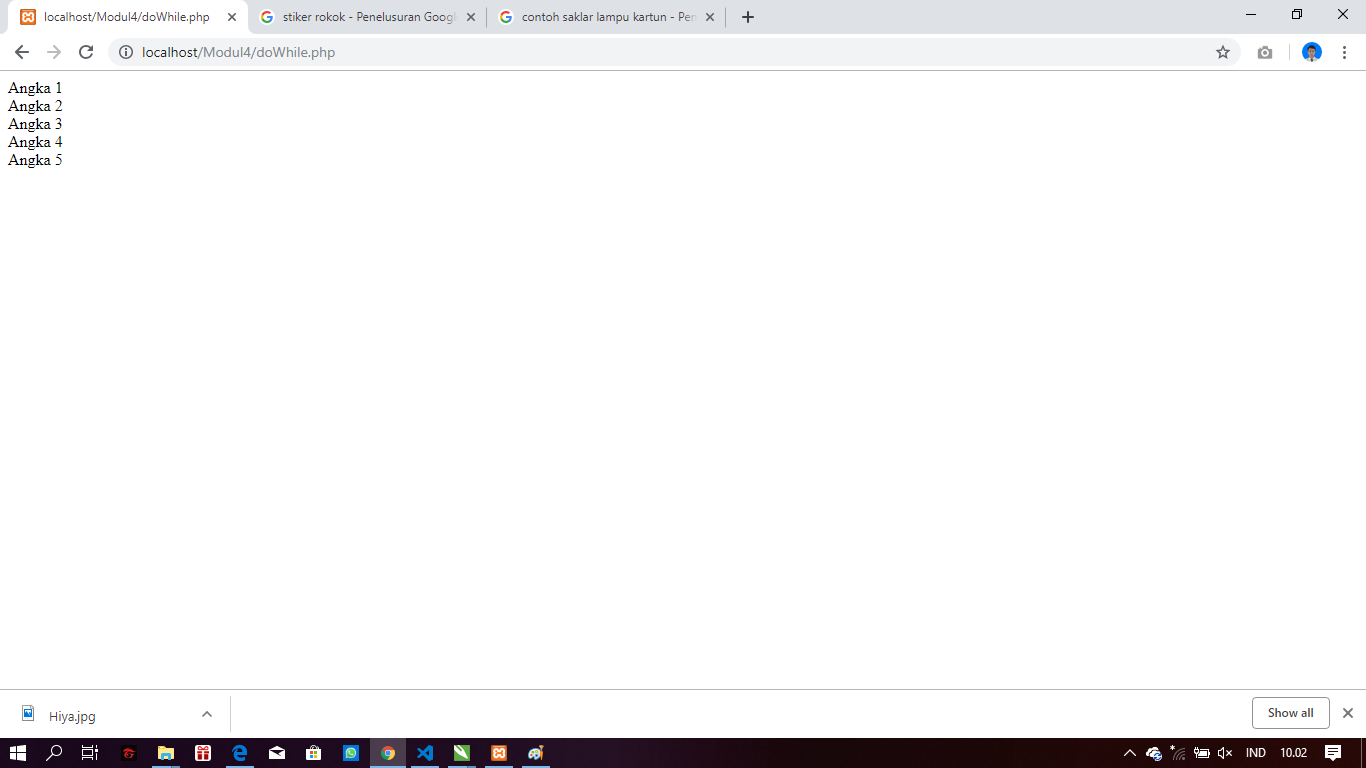 localhost/Modul4/doWhile.php
stiker rokok - Penelusuran Googl
contoh saklar lampu kartun - Pen
localhost/Modul4/doWhile.php
Angka 1
Angka 2
Angka 3
Angka 4
Angka 5
Hiya.jpg
Show all
IND
10.02